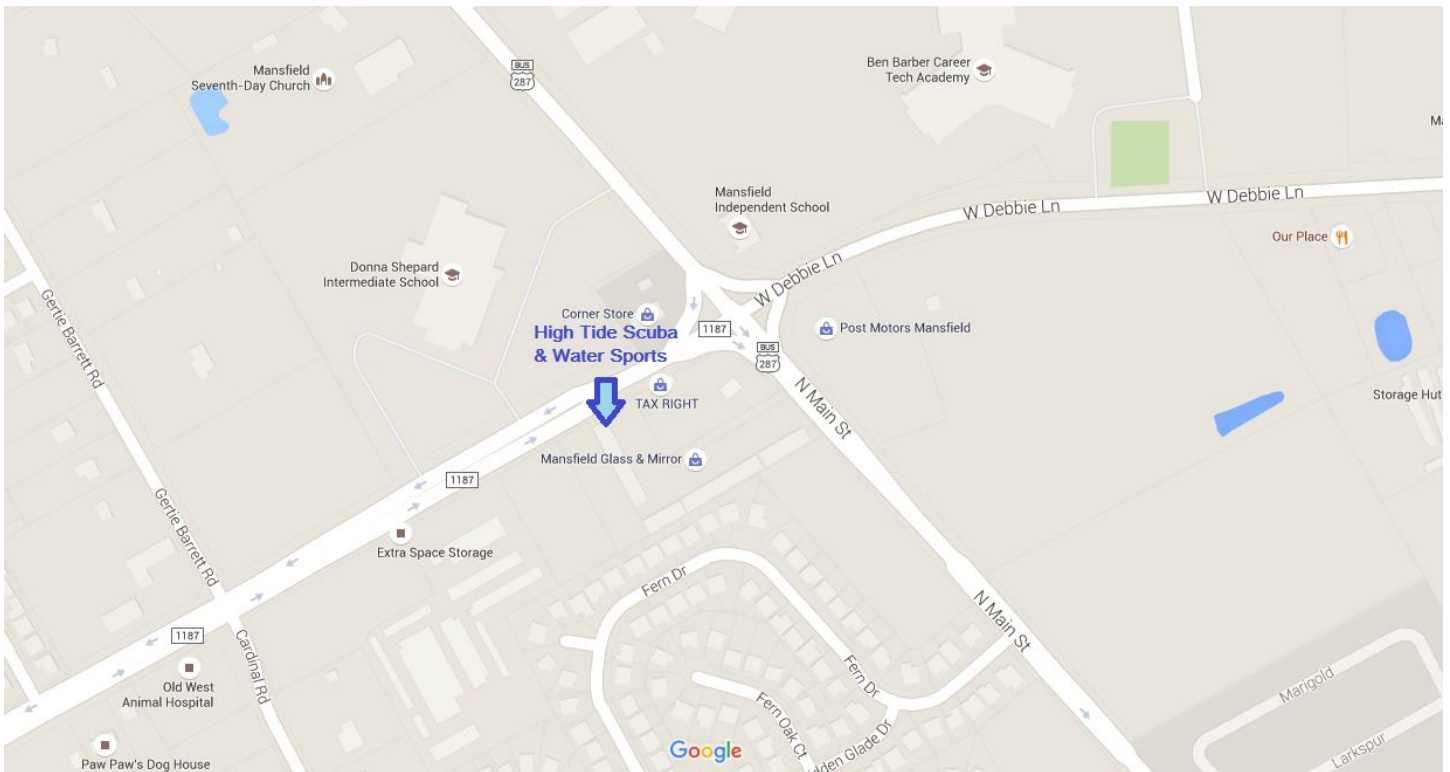 BUS
287
Mansfield
Seventh-Day Church
Ben Barber Career
Tech Academy
Mansfield
Independent School
W Debbie Ln
W Debbie Ln
Our Place
Donna Shepard
Intermediate School
W Debbie Ln
Gertie Barrett Rd
Corner Store
High Tide Scuba
& Water Sports
1187
Post Motors Mansfield
BUS
287
TAX RIGHT
N Main St
Storage Hut
Mansfield Glass & Mirror
1187
Gertie Barrett Rd
Extra Space Storage
Fern Dr
N Main St
1187
Cardinal Rd
Old West
Animal Hospital
Fern Dr
Fern Oak Ct
Marigold
Google
dden Glade Dr
Larkspur
Paw Paw's Dog House